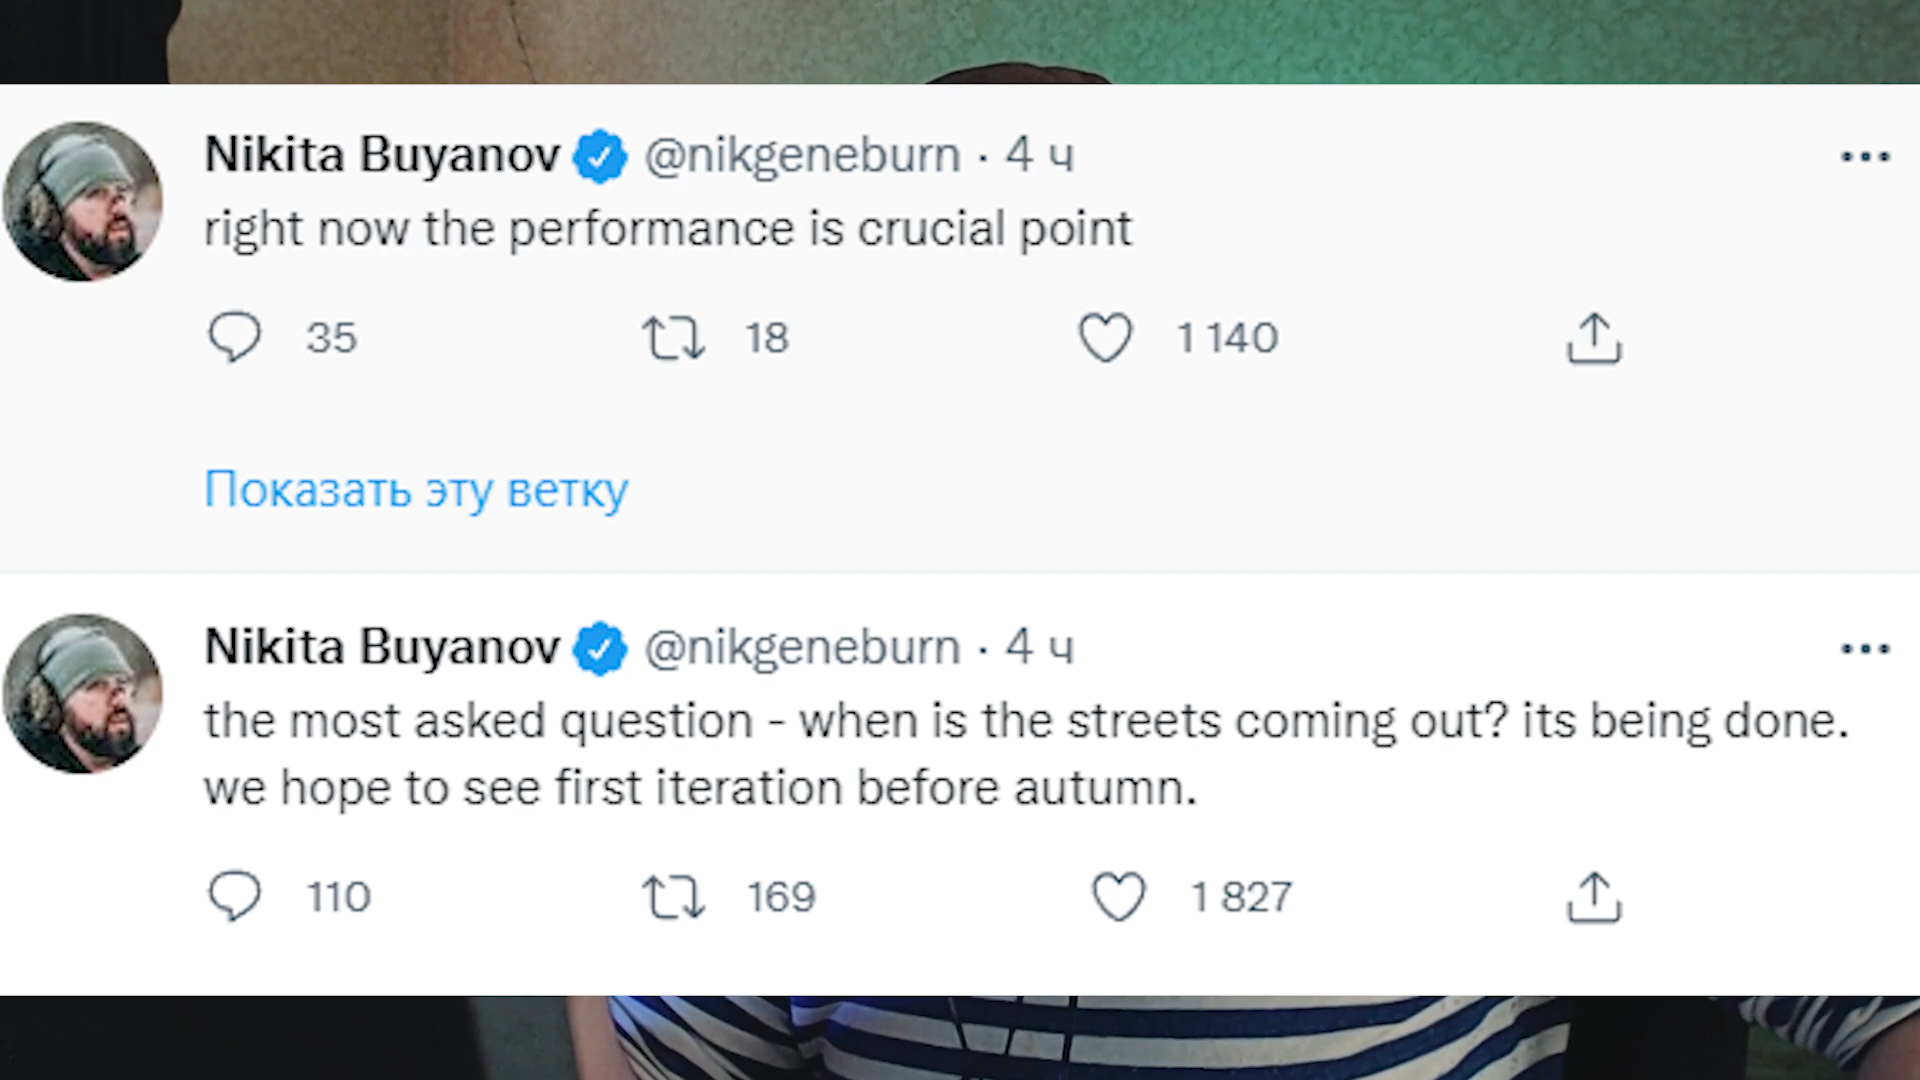 Nikita Buyanov @nikgeneburn · 4 ч
right now the performance is crucial point
35 18 1 140
Показать эту ветку
Nikita Buyanov @nikgeneburn · 4 ч
the most asked question - when is the streets coming out? its being done.
we hope to see first iteration before autumn.
110 169 1 827